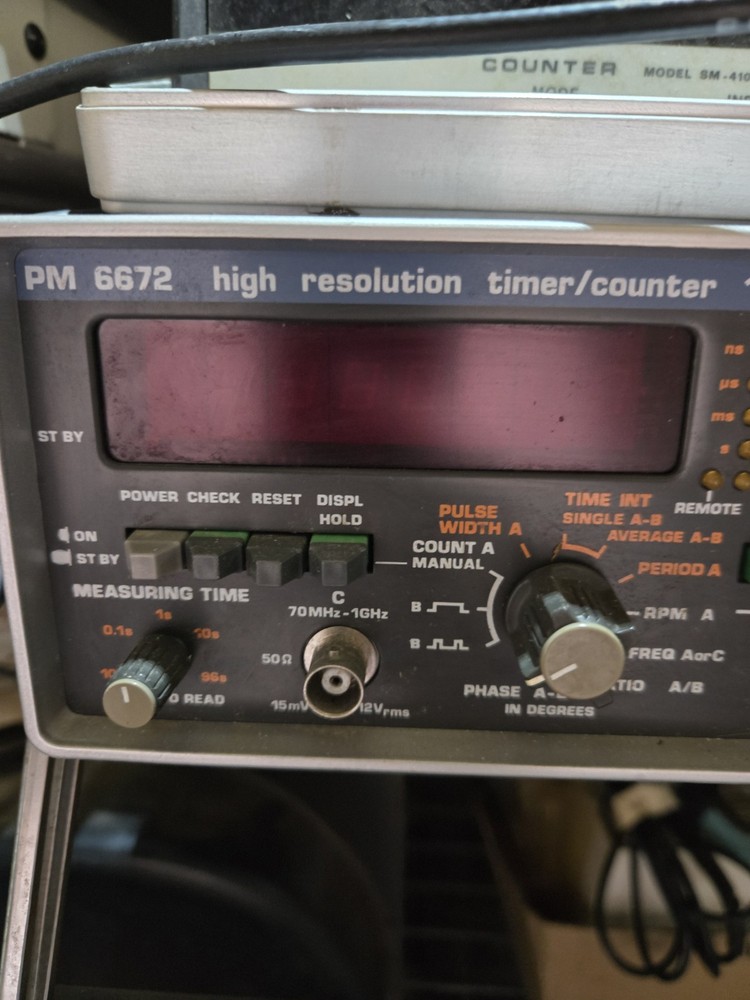 COUNTER MODEL SM-410
MODE
PM 6672 high resolution timer/counter
ns
µs
ms
s
ST BY
REMOTE
POWER CHECK RESET DISPL HOLD
ON
ST BY
PULSE WIDTH A
TIME INT
SINGLE A-B
AVERAGE A-B
PERIOD A
COUNT A
MANUAL
B
B
RPM A
FREQ AorC
A/B
PHASE
IN DEGREES
MEASURING TIME
0.1s
1s
96s
READ
C
70MHz-1GHz
50Ω
15mV
12Vrms